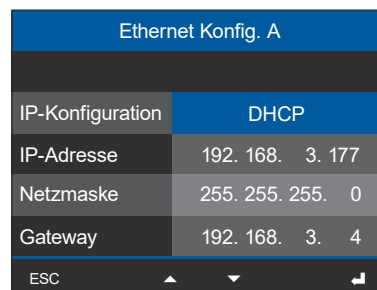 Ethernet Konfig. A
IP-Konfiguration DHCP
IP-Adresse 192. 168. 3. 177
Netzmaske 255. 255. 255. 0
Gateway 192. 168. 3. 4
ESC